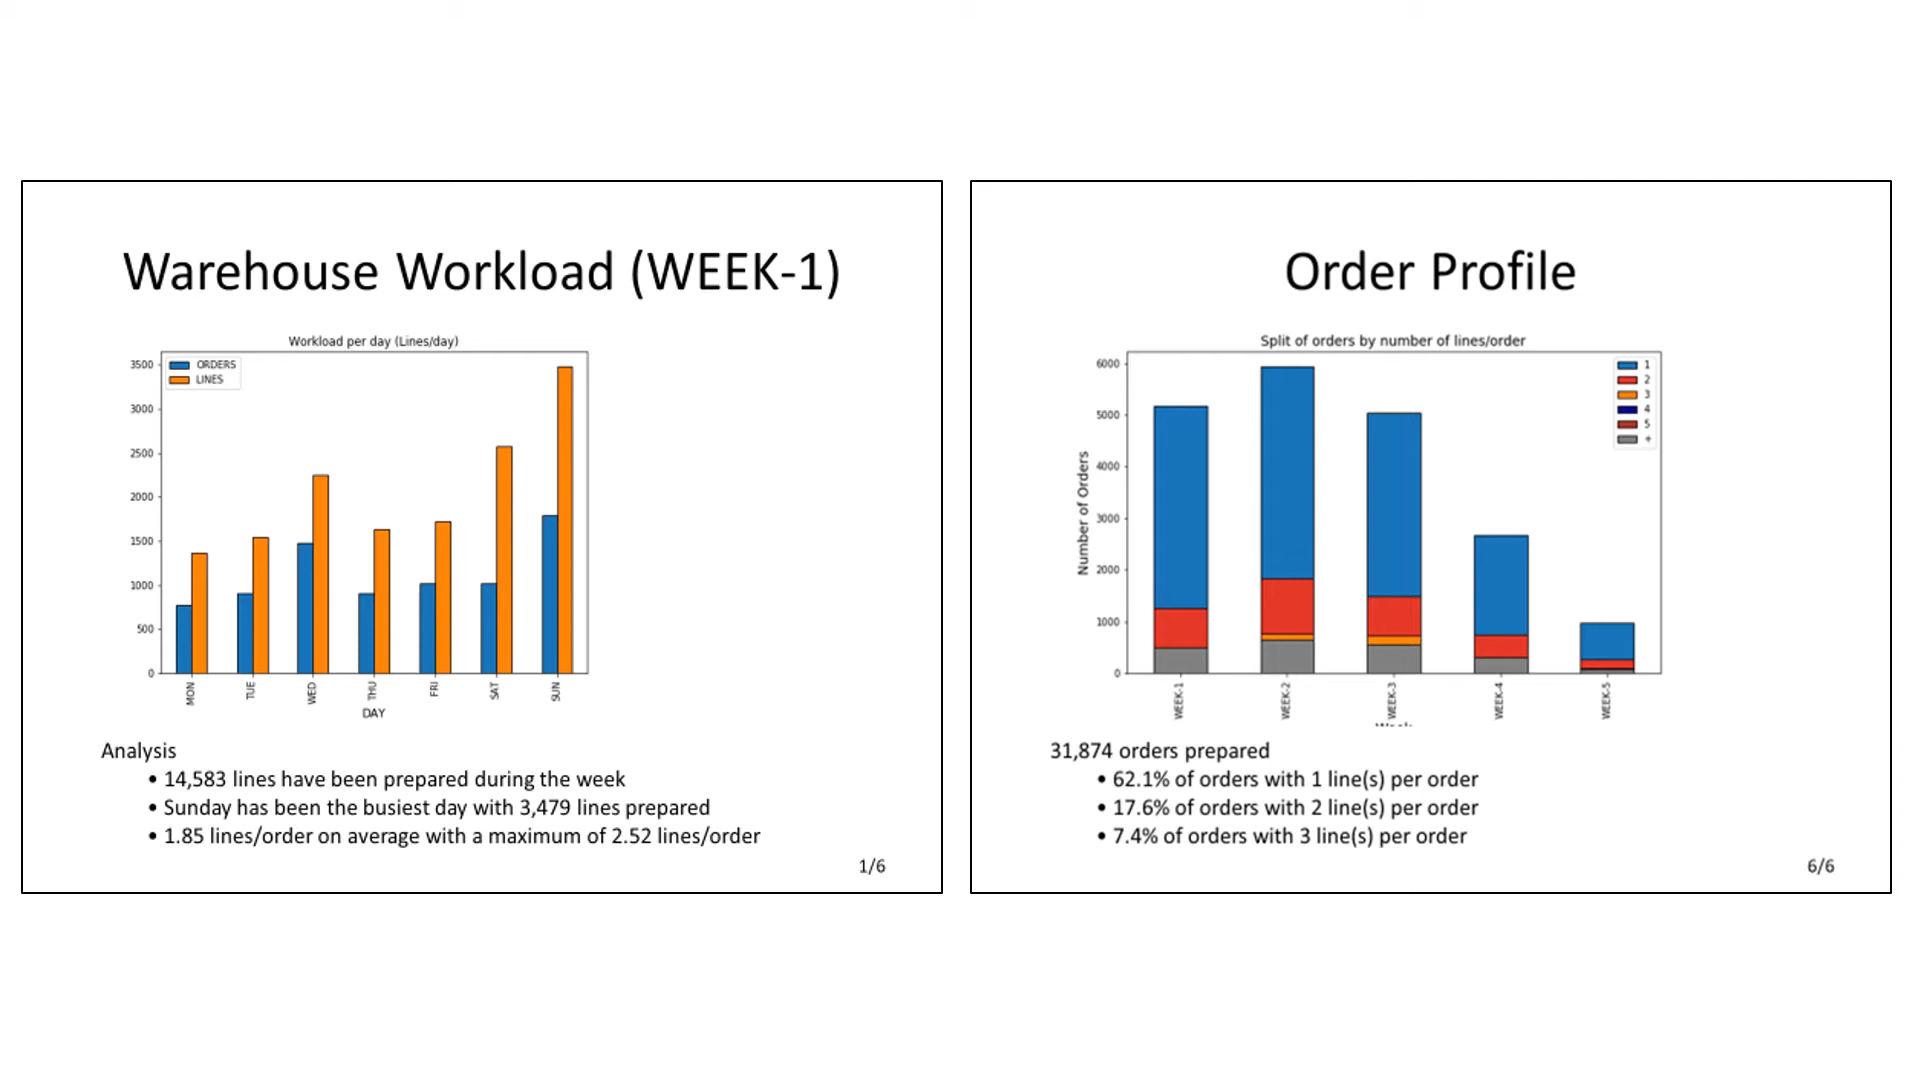 Warehouse Workload (WEEK-1)
Workload per day (Lines/day)
ORDERS
LINES
3500
3000
2500
2000
1500
1000
500
0
MON
TUE
WED
THU
FRI
SAT
SUN
DAY
Analysis
• 14,583 lines have been prepared during the week
• Sunday has been the busiest day with 3,479 lines prepared
• 1.85 lines/order on average with a maximum of 2.52 lines/order
1/6
Order Profile
Split of orders by number of lines/order
1
2
3
4
5
+
Number of Orders
6000
5000
4000
3000
2000
1000
0
WEEK-1
WEEK-2
WEEK-3
WEEK-4
WEEK-5
31,874 orders prepared
• 62.1% of orders with 1 line(s) per order
• 17.6% of orders with 2 line(s) per order
• 7.4% of orders with 3 line(s) per order
6/6